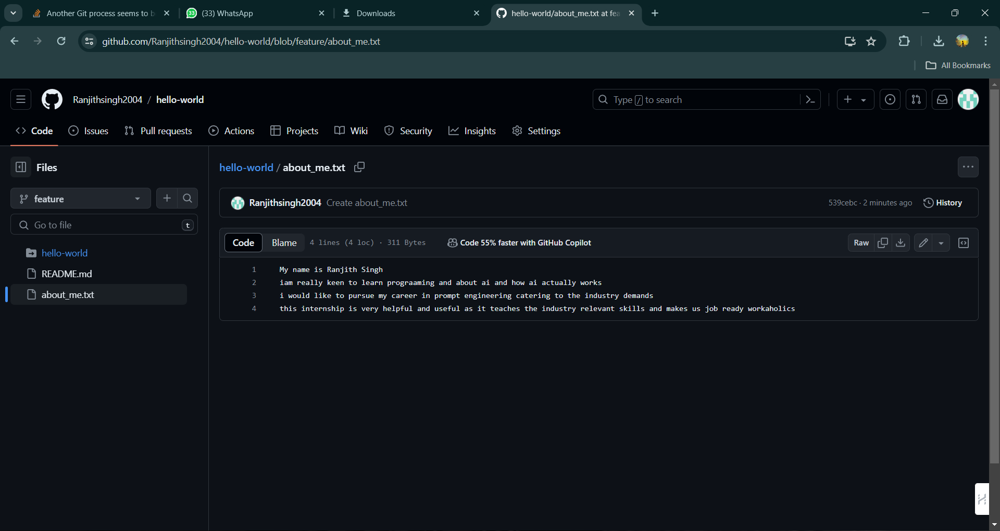 Another Git process seems to b
(33) WhatsApp
Downloads
hello-world/about_me.txt at fea
github.com/Ranjithsingh2004/hello-world/blob/feature/about_me.txt
All Bookmarks
Ranjithsingh2004 / hello-world
Type / to search
Code Issues Pull requests Actions Projects Wiki Security Insights Settings
Files
hello-world / about_me.txt
feature
Ranjithsingh2004 Create about_me.txt
539cebc · 2 minutes ago
History
Go to file t
Code Blame 4 lines (4 loc) · 311 Bytes Code 55% faster with GitHub Copilot Raw
hello-world
README.md
about_me.txt
1 My name is Ranjith Singh
2 iam really keen to learn prograaming and about ai and how ai actually works
3 i would like to pursue my career in prompt engineering catering to the industry demands
4 this internship is very helpful and useful as it teaches the industry relevant skills and makes us job ready workaholics